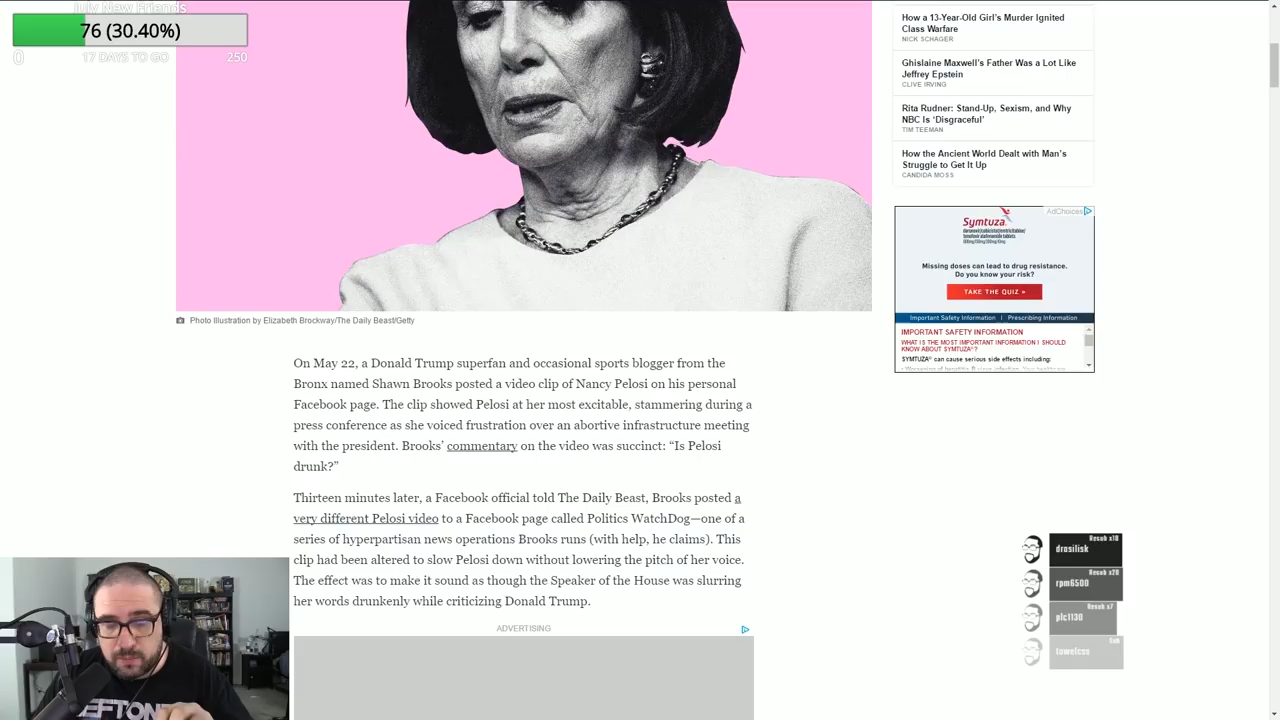 July New Friends
76 (30.40%)
0
17 DAYS TO GO
250
How a 13-Year-Old Girl's Murder Ignited
Class Warfare
NICK SCHAGER
Ghislaine Maxwell's Father Was a Lot Like
Jeffrey Epstein
CLIVE IRVING
Rita Rudner: Stand-Up, Sexism, and Why
NBC Is ‘Disgraceful’
TIM TEEMAN
How the Ancient World Dealt with Man's
Struggle to Get It Up
CANDIDA MOSS
AdChoices
Symtuza
Missing doses can lead to drug resistance.
Do you know your risk?
TAKE THE QUIZ »
Important Safety Information | Prescribing Information
IMPORTANT SAFETY INFORMATION
WHAT IS THE MOST IMPORTANT INFORMATION I SHOULD
KNOW ABOUT SYMTUZA®?
SYMTUZA® can cause serious side effects including:
Photo Illustration by Elizabeth Brockway/The Daily Beast/Getty
On May 22, a Donald Trump superfan and occasional sports blogger from the
Bronx named Shawn Brooks posted a video clip of Nancy Pelosi on his personal
Facebook page. The clip showed Pelosi at her most excitable, stammering during a
press conference as she voiced frustration over an abortive infrastructure meeting
with the president. Brooks’ commentary on the video was succinct: “Is Pelosi
drunk?”
Thirteen minutes later, a Facebook official told The Daily Beast, Brooks posted a
very different Pelosi video to a Facebook page called Politics WatchDog—one of a
series of hyperpartisan news operations Brooks runs (with help, he claims). This
clip had been altered to slow Pelosi down without lowering the pitch of her voice.
The effect was to make it sound as though the Speaker of the House was slurring
her words drunkenly while criticizing Donald Trump.
ADVERTISING
Resub x18
drosilisk
Resub x28
rpm6500
Resub x7
plc1130
Sub
towelcss
DEFTONES